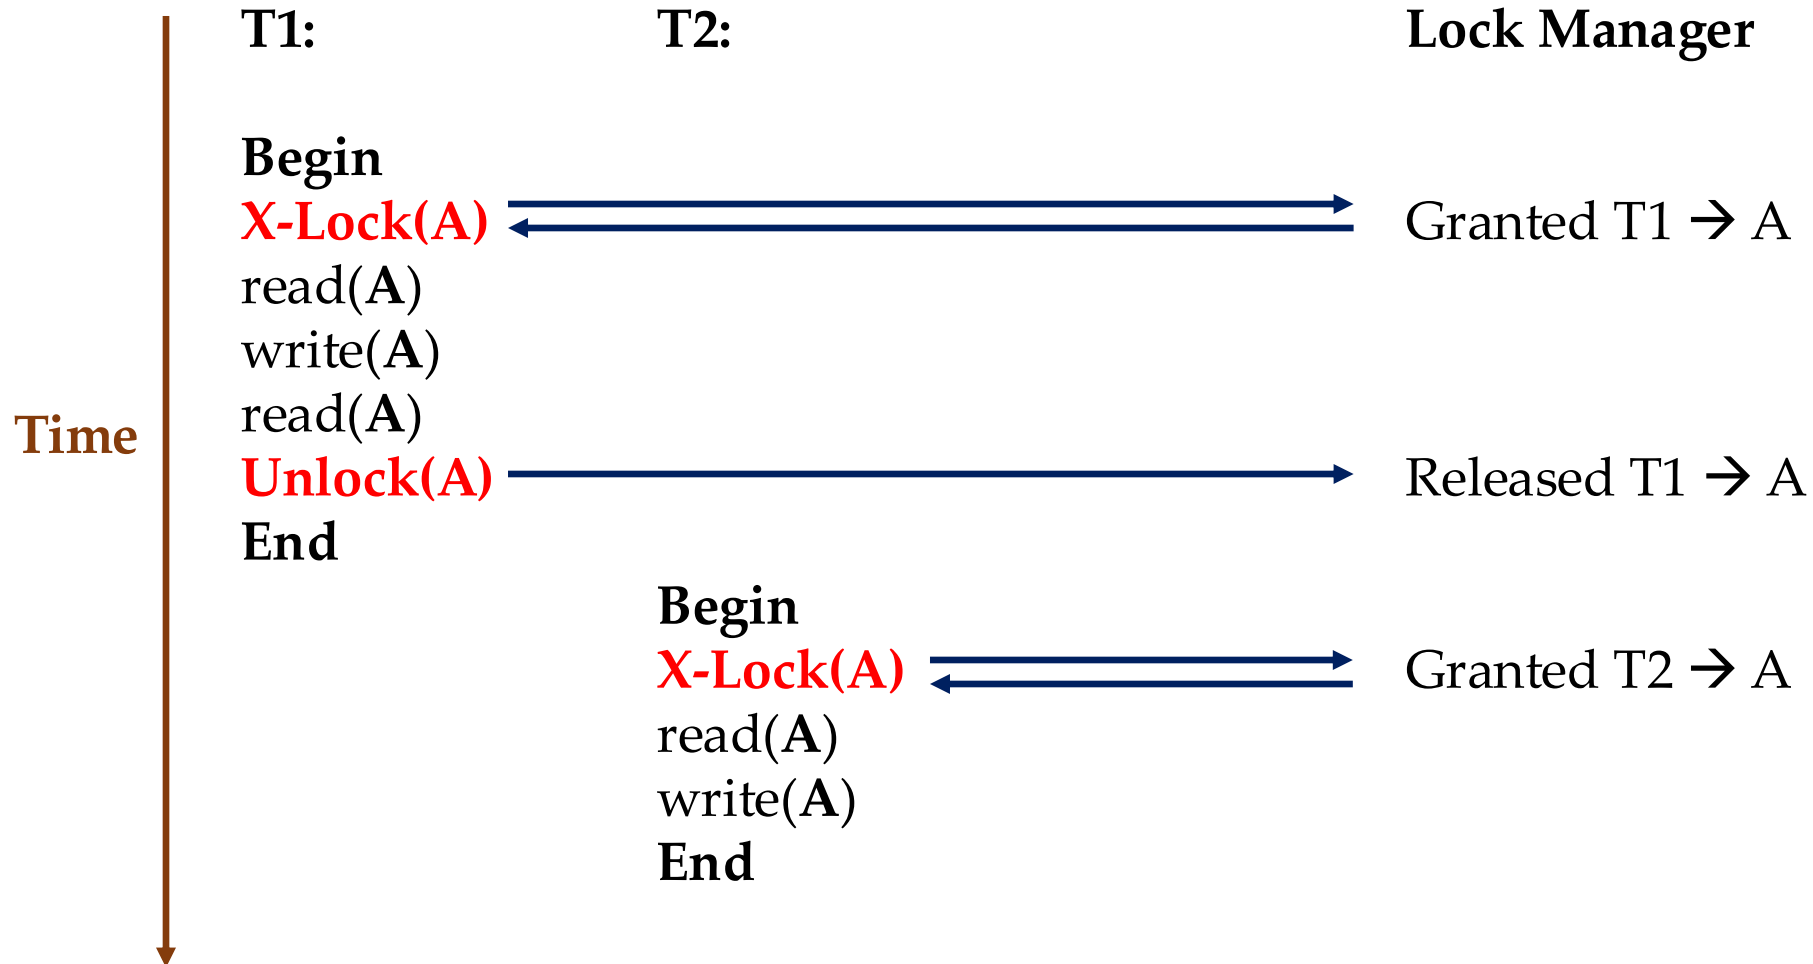 T1: T2: Lock Manager
Begin
X-Lock(A) Granted T1 → A
read(A)
write(A)
read(A)
Time
Unlock(A) Released T1 → A
End
Begin
X-Lock(A) Granted T2 → A
read(A)
write(A)
End